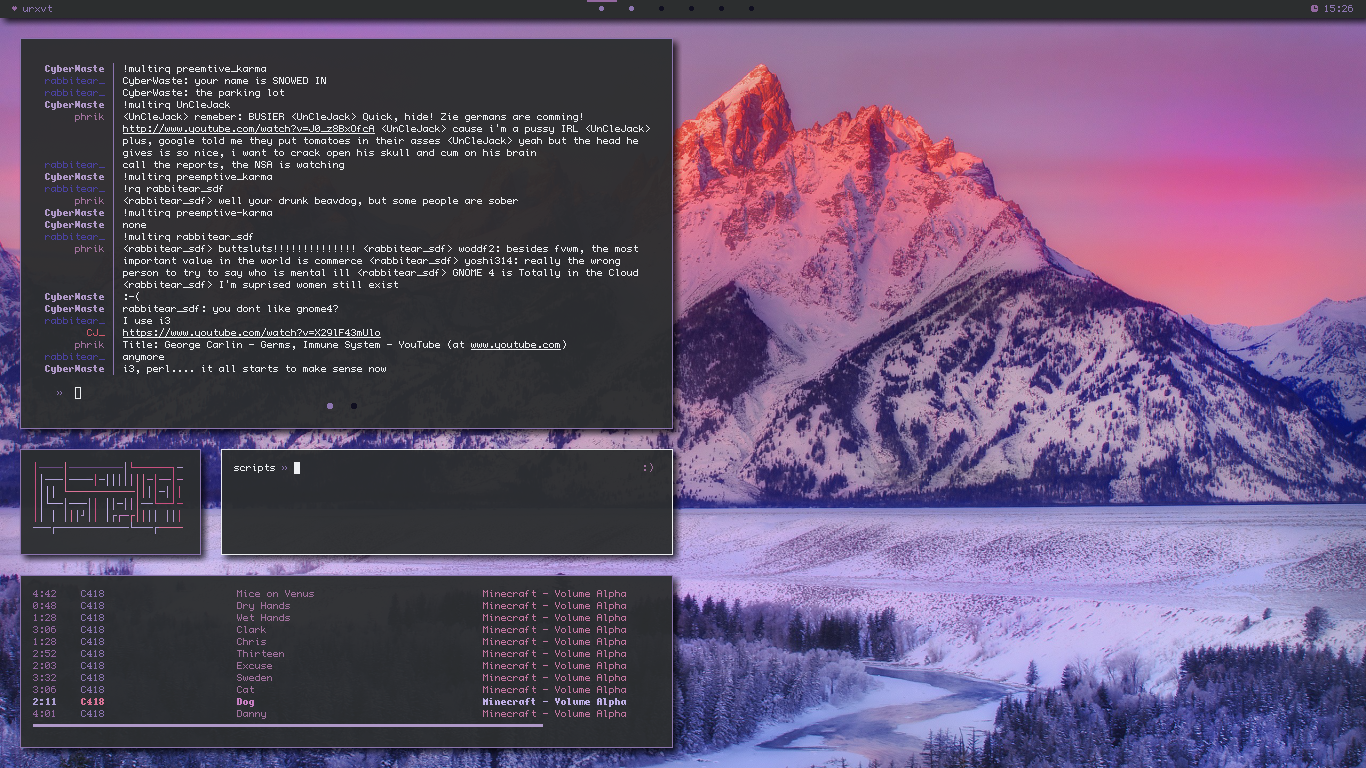 ♥ urxvt
15:26
CyberWaste !multirq preemtive_karma
rabbitear_ CyberWaste: your name is SNOWED IN
rabbitear_ CyberWaste: the parking lot
CyberWaste !multirq UnCleJack
phrik <UnCleJack> remeber: BUSIER <UnCleJack> Quick, hide! Zie germans are comming!
http://www.youtube.com/watch?v=J0_z8BxOfcA <UnCleJack> cause i'm a pussy IRL <UnCleJack>
plus, google told me they put tomatoes in their asses <UnCleJack> yeah but the head he
gives is so nice, i want to crack open his skull and cum on his brain
rabbitear_ call the reports, the NSA is watching
CyberWaste !multirq preemptive_karma
rabbitear_ !rq rabbitear_sdf
phrik <rabbitear_sdf> well your drunk beavdog, but some people are sober
CyberWaste !multirq preemptive-karma
CyberWaste none
rabbitear_ !multirq rabbitear_sdf
phrik <rabbitear_sdf> buttsluts!!!!!!!!!!!!!! <rabbitear_sdf> woddf2: besides fvwm, the most
important value in the world is commerce <rabbitear_sdf> yoshi314: really the wrong
person to try to say who is mental ill <rabbitear_sdf> GNOME 4 is Totally in the Cloud
<rabbitear_sdf> I'm suprised women still exist
CyberWaste :-(
CyberWaste rabbitear_sdf: you dont like gnome4?
rabbitear_ I use i3
CJ_ https://www.youtube.com/watch?v=X29lF43mUlo
phrik Title: George Carlin - Germs, Immune System - YouTube (at www.youtube.com)
rabbitear_ anymore
CyberWaste i3, perl.... it all starts to make sense now
»
scripts » :)
4:42 C418 Mice on Venus Minecraft - Volume Alpha
0:48 C418 Dry Hands Minecraft - Volume Alpha
1:28 C418 Wet Hands Minecraft - Volume Alpha
3:06 C418 Clark Minecraft - Volume Alpha
1:28 C418 Chris Minecraft - Volume Alpha
2:52 C418 Thirteen Minecraft - Volume Alpha
2:03 C418 Excuse Minecraft - Volume Alpha
3:32 C418 Sweden Minecraft - Volume Alpha
3:06 C418 Cat Minecraft - Volume Alpha
2:11 C418 Dog Minecraft - Volume Alpha
4:01 C418 Danny Minecraft - Volume Alpha